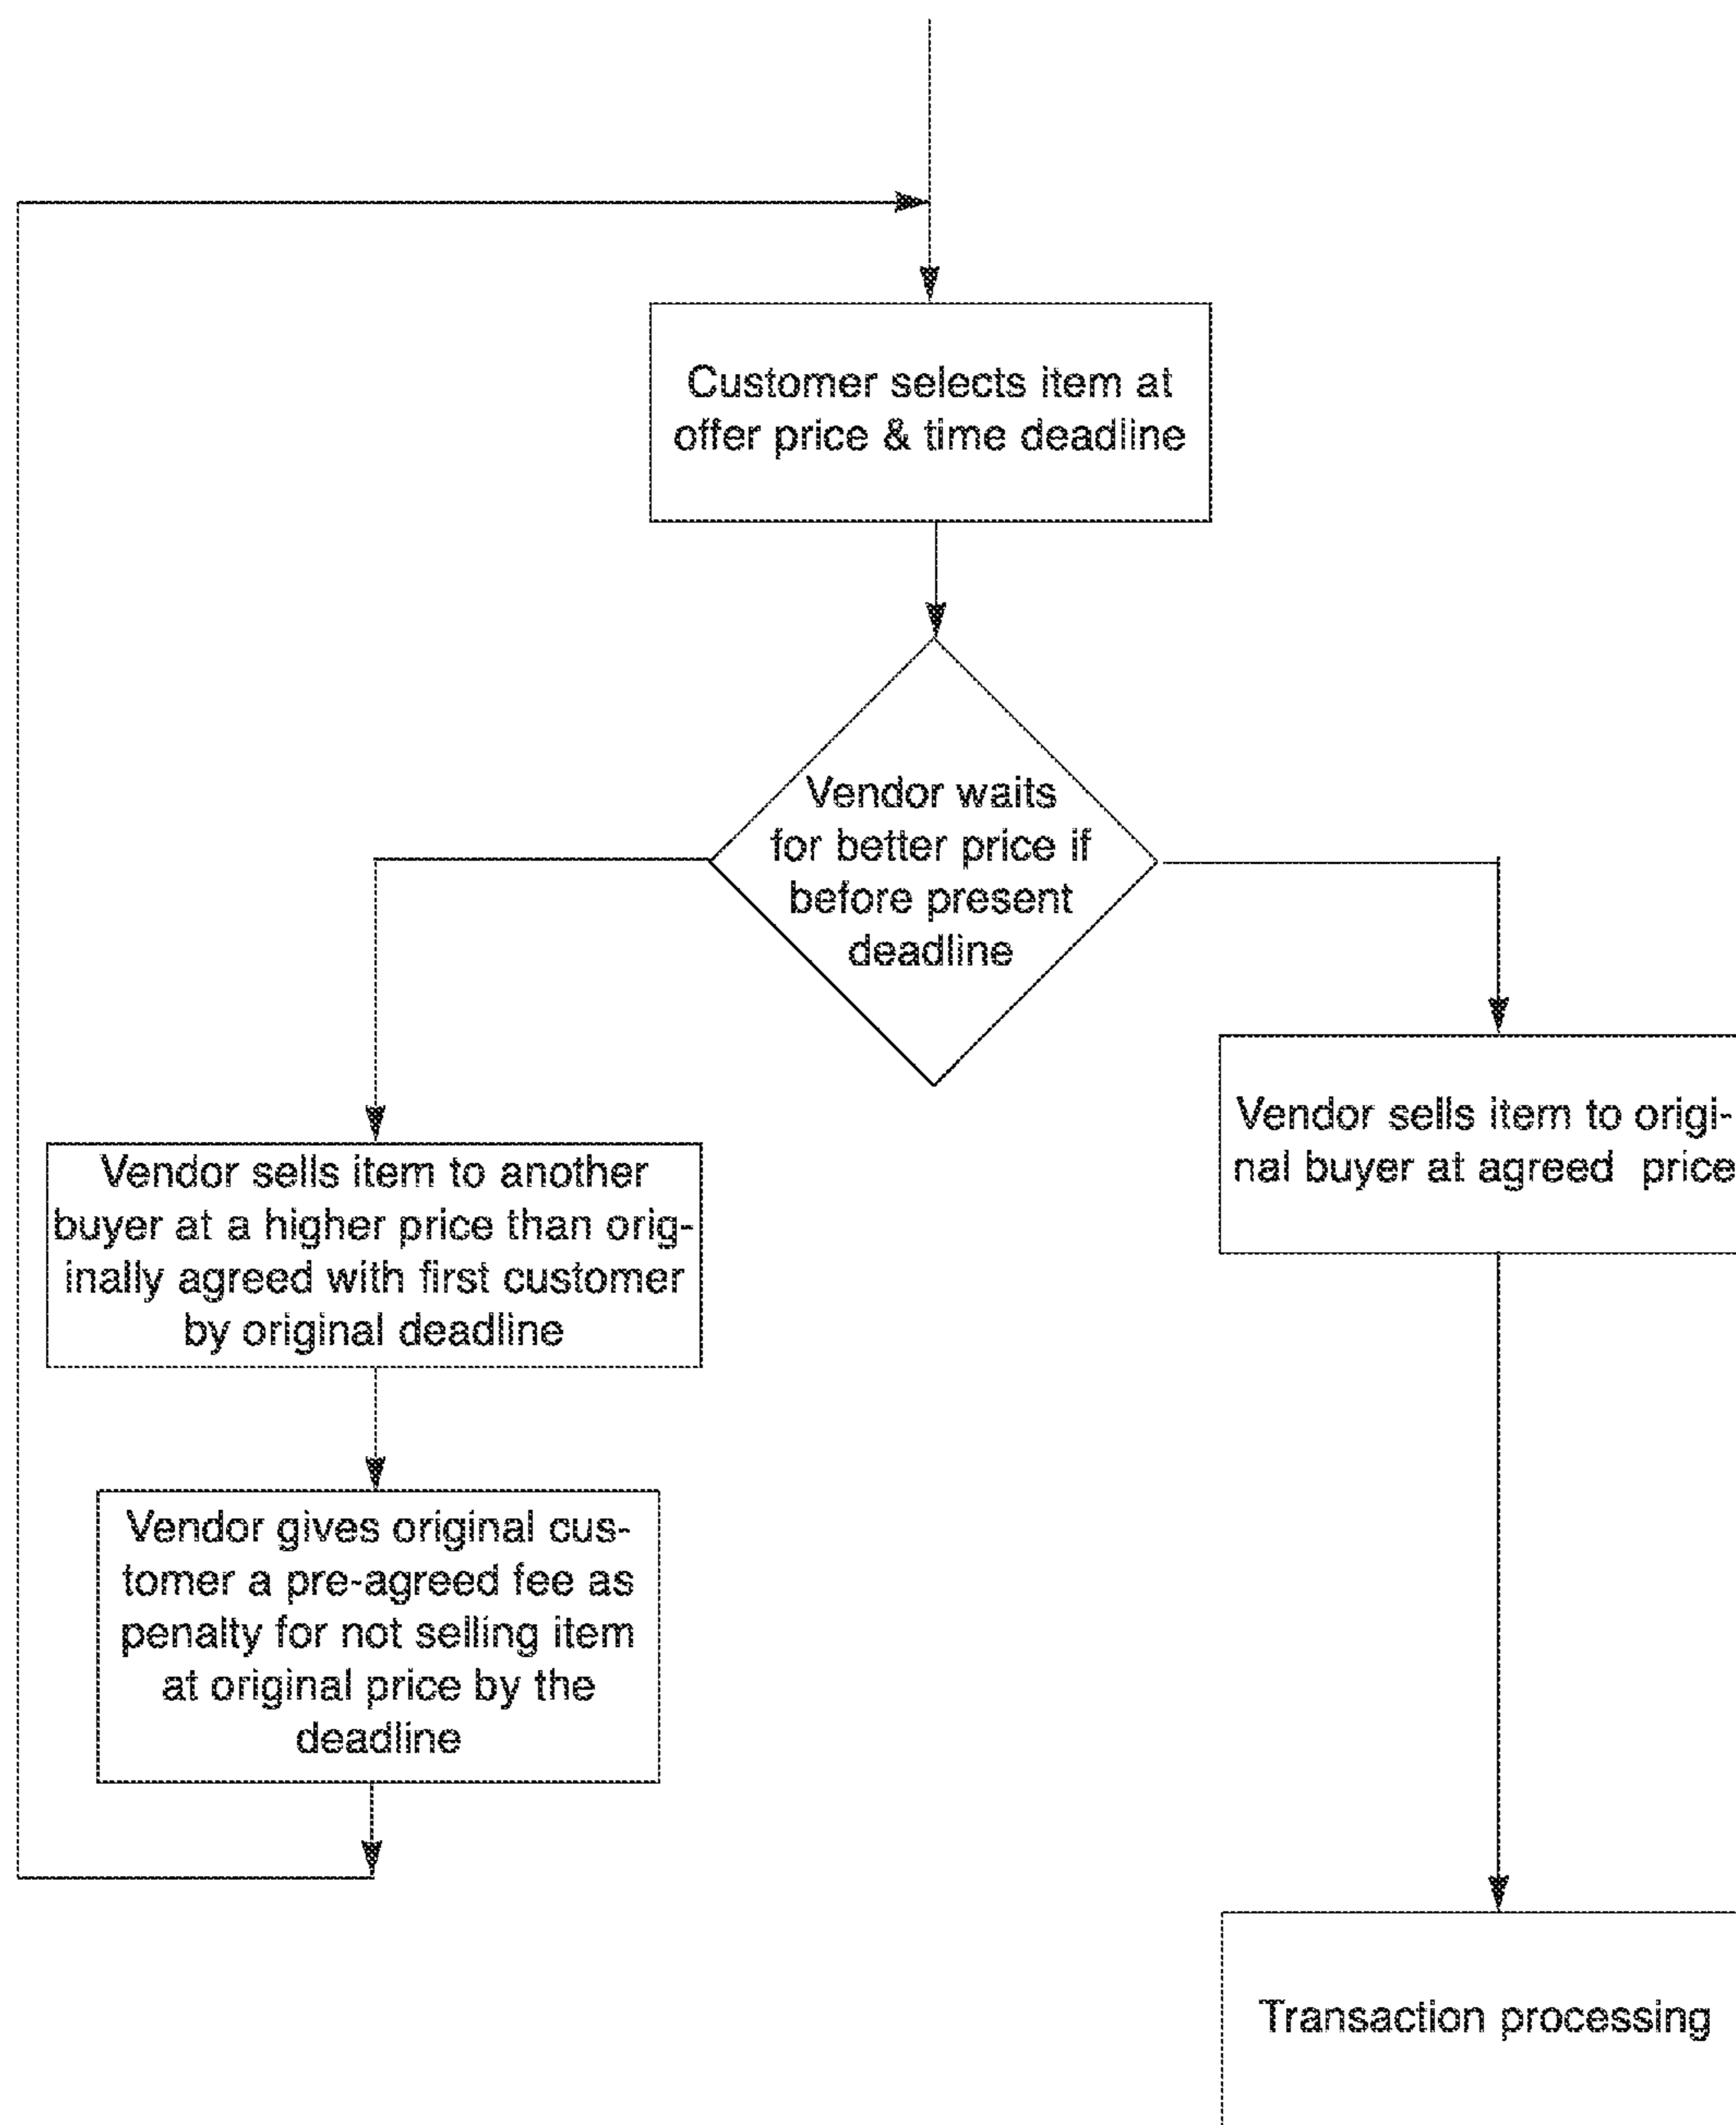 Customer selects item at
offer price & time deadline
Vendor waits
for better price if
before present
deadline
Vendor sells item to origi-
nal buyer at agreed price
Vendor sells item to another
buyer at a higher price than orig-
inally agreed with first customer
by original deadline
Vendor gives original cus-
tomer a pre-agreed fee as
penalty for not selling item
at original price by the
deadline
Transaction processing